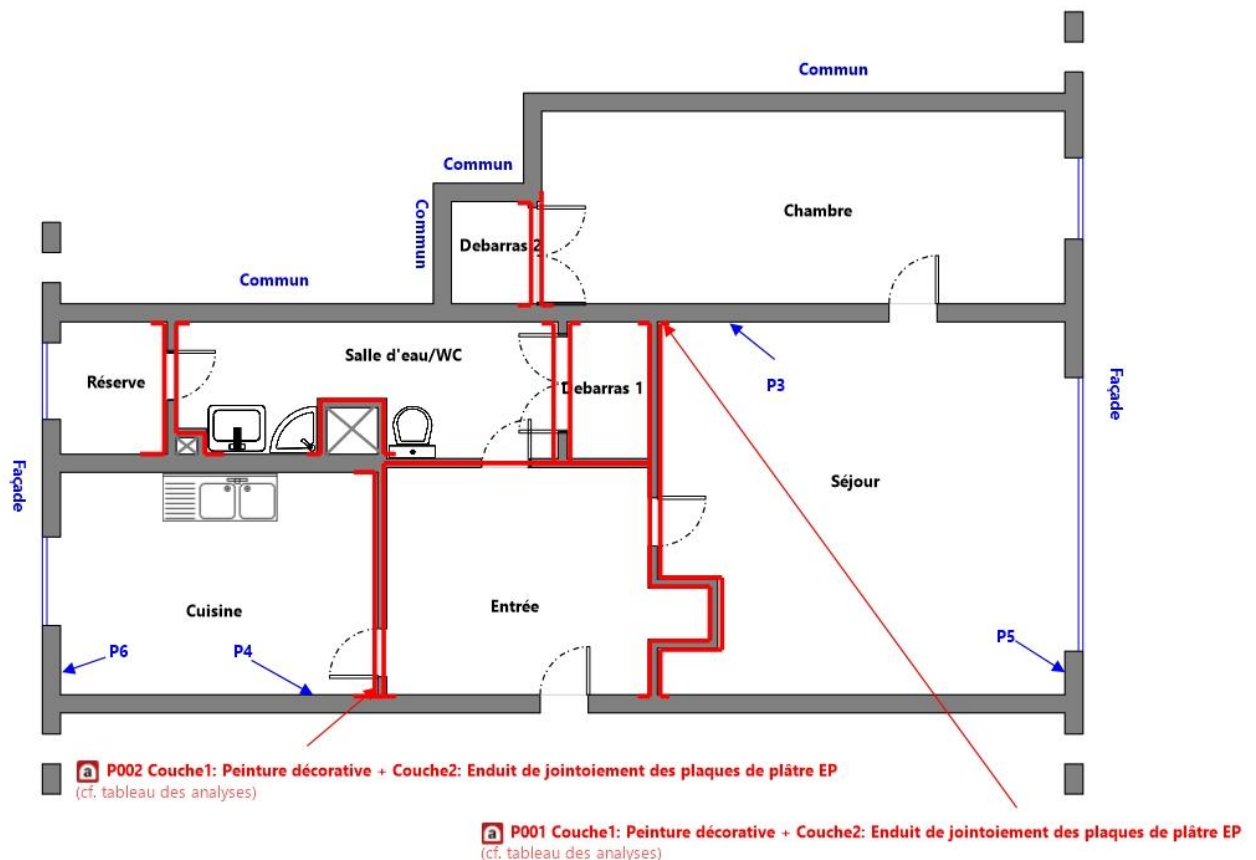 Commun
Commun
Commun
Chambre
Debarras 2
Commun
Salle d'eau/WC
Réserve
Debarras 1
P3
Façade
Façade
Séjour
Cuisine
Entrée
P6
P4
P5
a P002 Couche1: Peinture décorative + Couche2: Enduit de jointoiement des plaques de plâtre EP
(cf. tableau des analyses)
a P001 Couche1: Peinture décorative + Couche2: Enduit de jointoiement des plaques de plâtre EP
(cf. tableau des analyses)